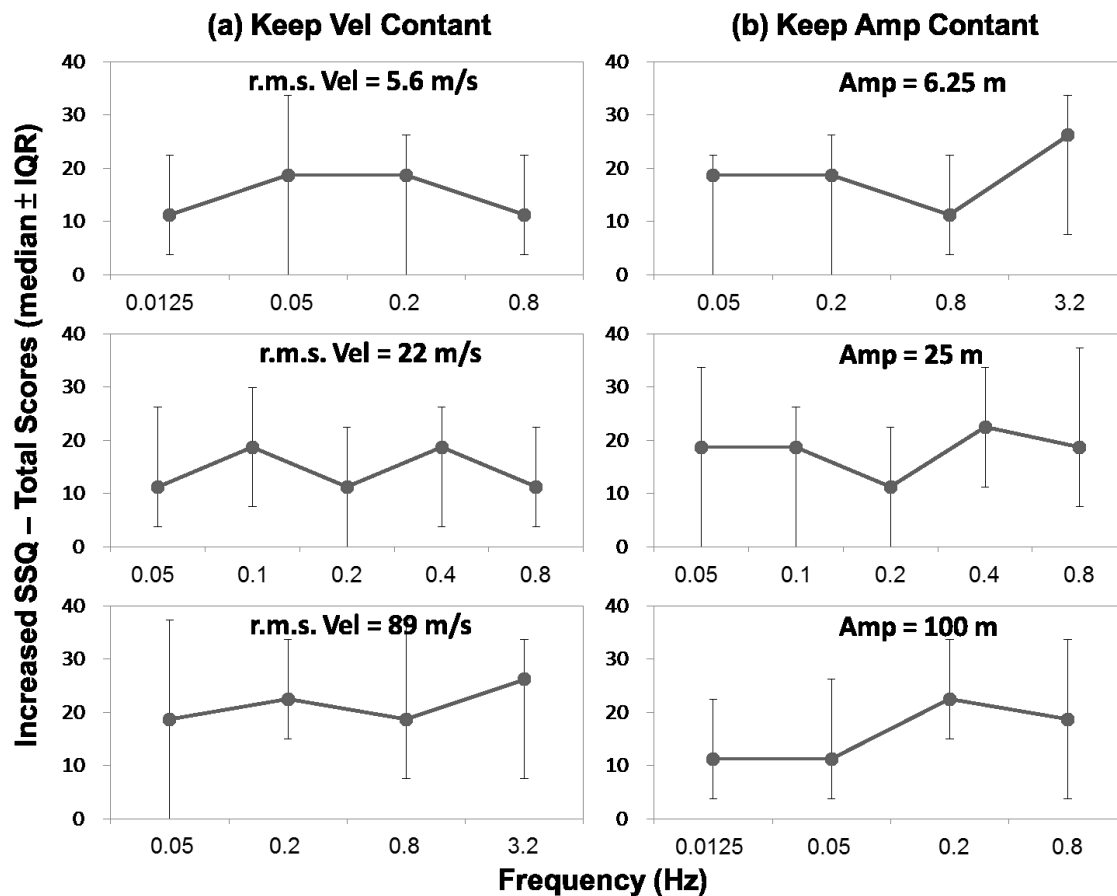 (a) Keep Vel Contant
(b) Keep Amp Contant
Increased SSQ – Total Scores (median ± IQR)
r.m.s. Vel = 5.6 m/s
40
30
20
10
0
0.0125 0.05 0.2 0.8
Amp = 6.25 m
40
30
20
10
0
0.05 0.2 0.8 3.2
r.m.s. Vel = 22 m/s
40
30
20
10
0
0.05 0.1 0.2 0.4 0.8
Amp = 25 m
40
30
20
10
0
0.05 0.1 0.2 0.4 0.8
r.m.s. Vel = 89 m/s
40
30
20
10
0
0.05 0.2 0.8 3.2
Amp = 100 m
40
30
20
10
0
0.0125 0.05 0.2 0.8
Frequency (Hz)